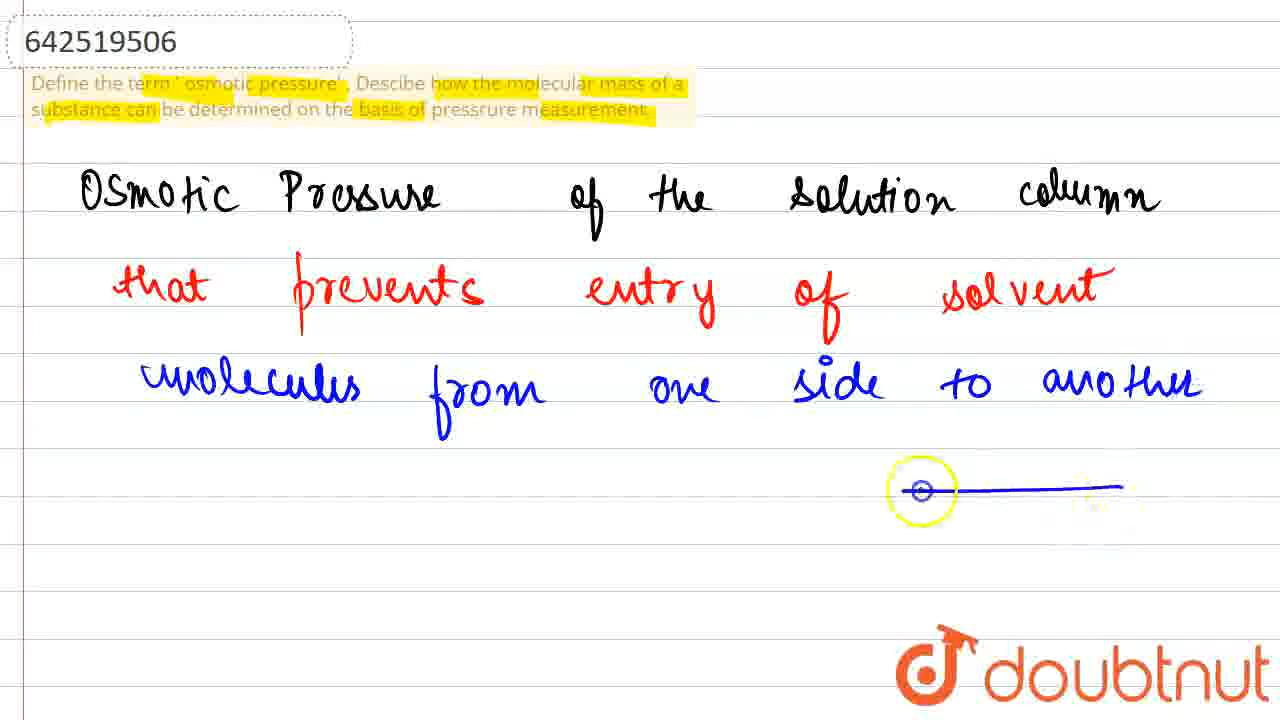 642519506
Define the term ' osmotic pressure' . Descibe how the molecular mass of a
substance can be determined on the basis of presssrure measurement.
Osmotic Pressure of the solution column
that prevents entry of solvent
molecules from one side to another
doubtnut